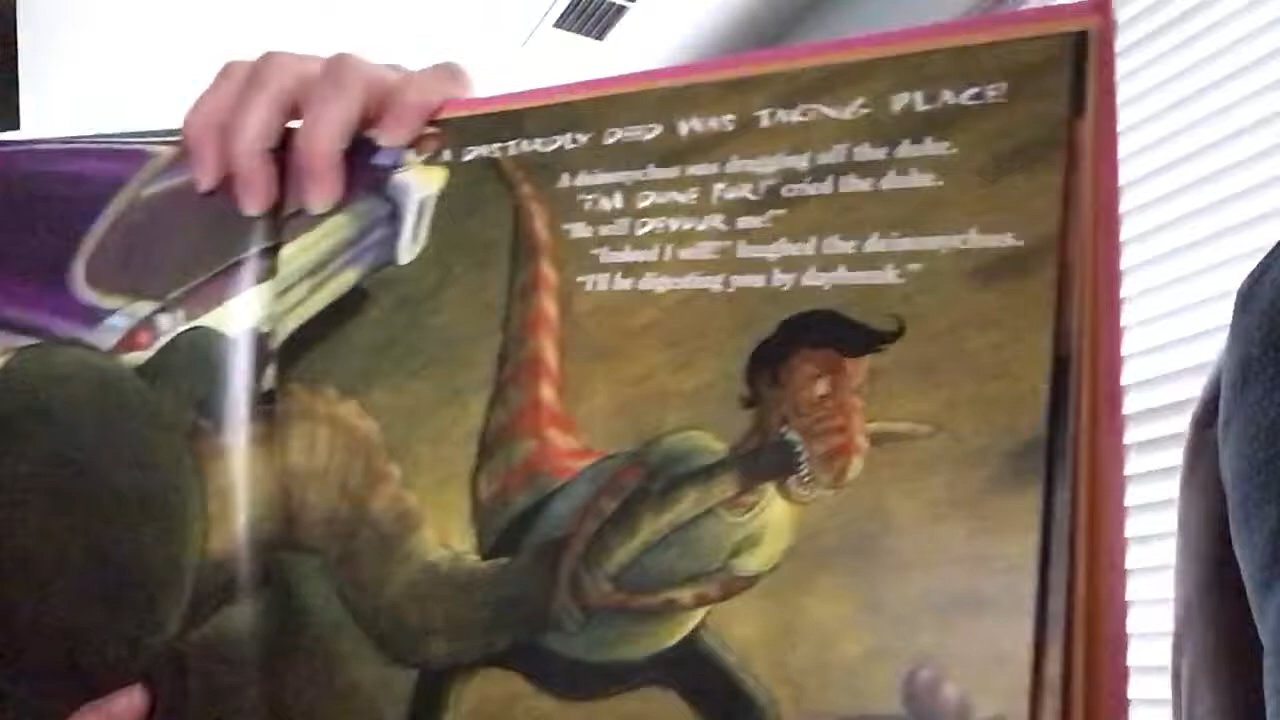 A DASTARDLY DEED WAS TAKING PLACE!
A deinonychus was dragging off the duke.
"I'M DONE FOR!" cried the duke.
"He will DEVOUR me!"
"Indeed I will!" laughed the deinonychus.
"I'll be digesting you by daybreak."